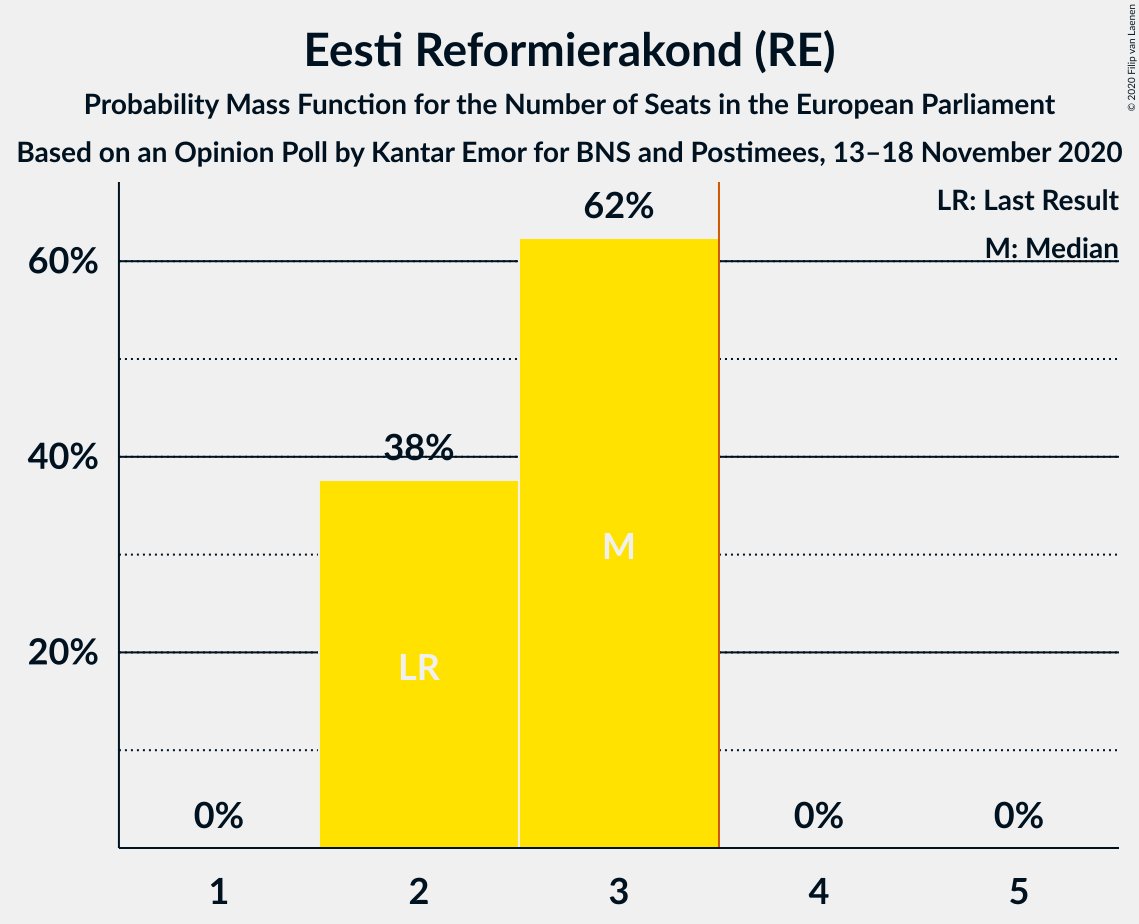 Eesti Reformierakond (RE)
Probability Mass Function for the Number of Seats in the European Parliament
Based on an Opinion Poll by Kantar Emor for BNS and Postimees, 13–18 November 2020
© 2020 Filip van Laenen
LR: Last Result
M: Median
62%
60%
38%
40%
M
LR
20%
0%
0%
0%
1
2
3
4
5